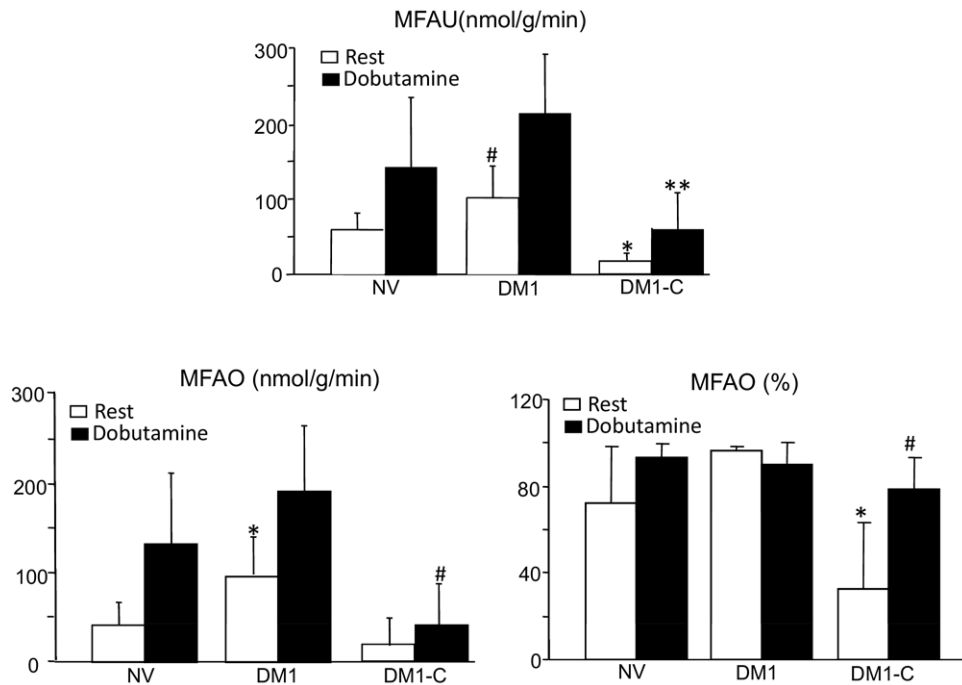 MFAU(nmol/g/min)
300
200
100
0
Rest
Dobutamine
#
*
**
NV
DM1
DM1-C
MFAO (nmol/g/min)
300
200
100
0
Rest
Dobutamine
*
#
NV
DM1
DM1-C
MFAO (%)
120
80
40
0
Rest
Dobutamine
*
#
NV
DM1
DM1-C